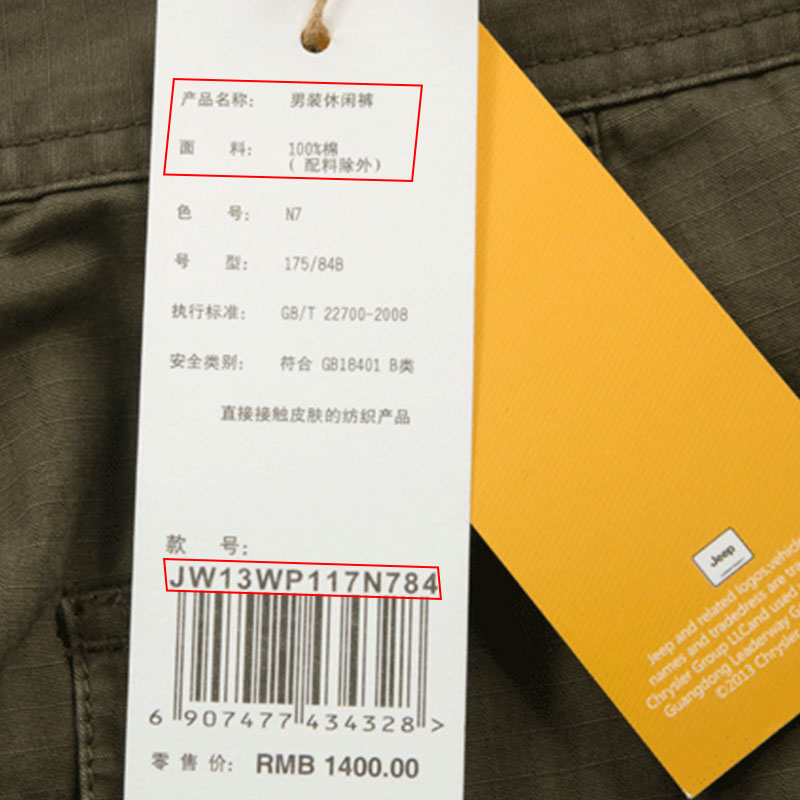 产品名称： 男装休闲裤
面 料： 100%棉
( 配料除外)
色 号： N7
号 型： 175/84B
执行标准： GB/T 22700-2008
安全类别： 符合 GB18401 B类
直接接触皮肤的纺织产品
款 号：
JW13WP117N784
6 907477 434328 >
零售价： RMB 1400.00
Jeep
Jeep and related logos,vehicle
names and tradedress are tra
Chrysler Group LLCand used
Guangdong Leaderway G
©2013 Chrysler